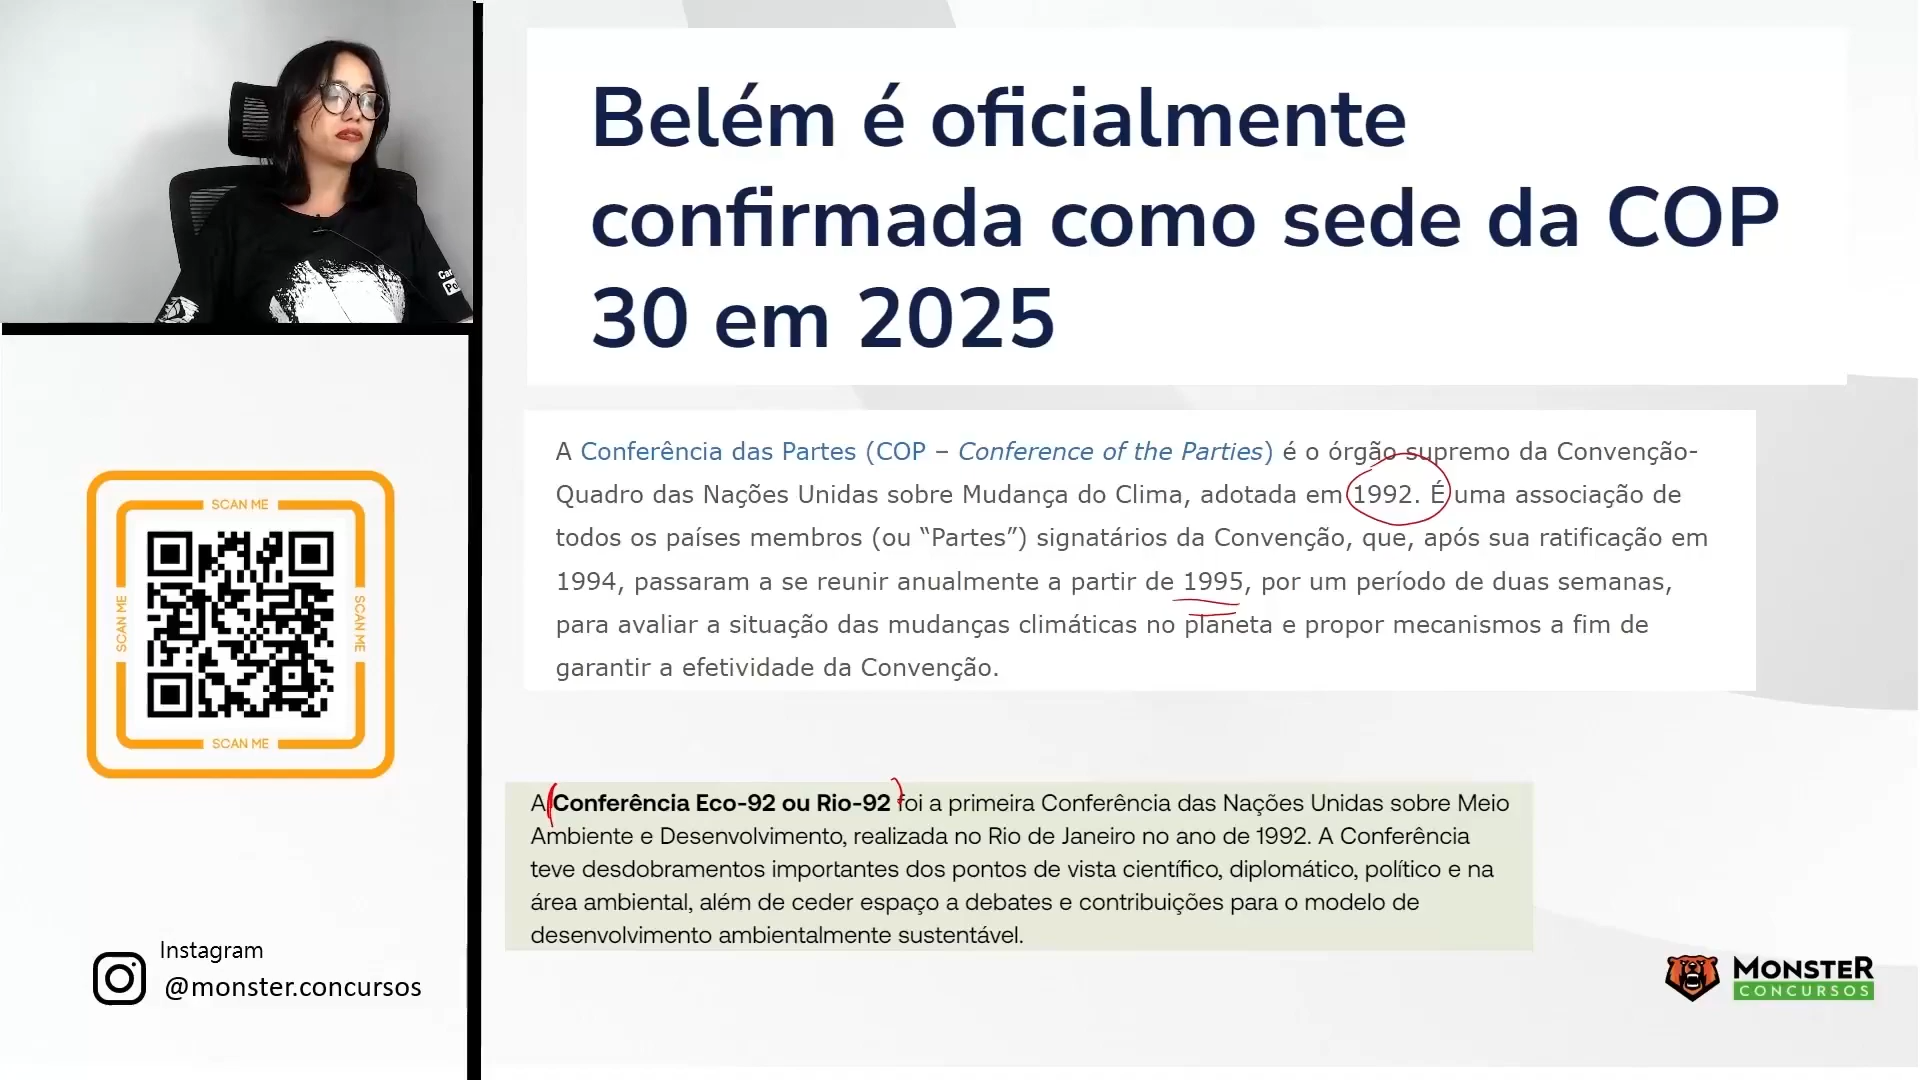 Belém é oficialmente
confirmada como sede da COP
30 em 2025
A Conferência das Partes (COP – Conference of the Parties) é o órgão supremo da Convenção-
Quadro das Nações Unidas sobre Mudança do Clima, adotada em 1992. É uma associação de
todos os países membros (ou “Partes”) signatários da Convenção, que, após sua ratificação em
1994, passaram a se reunir anualmente a partir de 1995, por um período de duas semanas,
para avaliar a situação das mudanças climáticas no planeta e propor mecanismos a fim de
garantir a efetividade da Convenção.
SCAN ME
SCAN ME
SCAN ME
SCAN ME
A Conferência Eco-92 ou Rio-92 foi a primeira Conferência das Nações Unidas sobre Meio
Ambiente e Desenvolvimento, realizada no Rio de Janeiro no ano de 1992. A Conferência
teve desdobramentos importantes dos pontos de vista científico, diplomático, político e na
área ambiental, além de ceder espaço a debates e contribuições para o modelo de
desenvolvimento ambientalmente sustentável.
Instagram
@monster.concursos
MONSTER
CONCURSOS